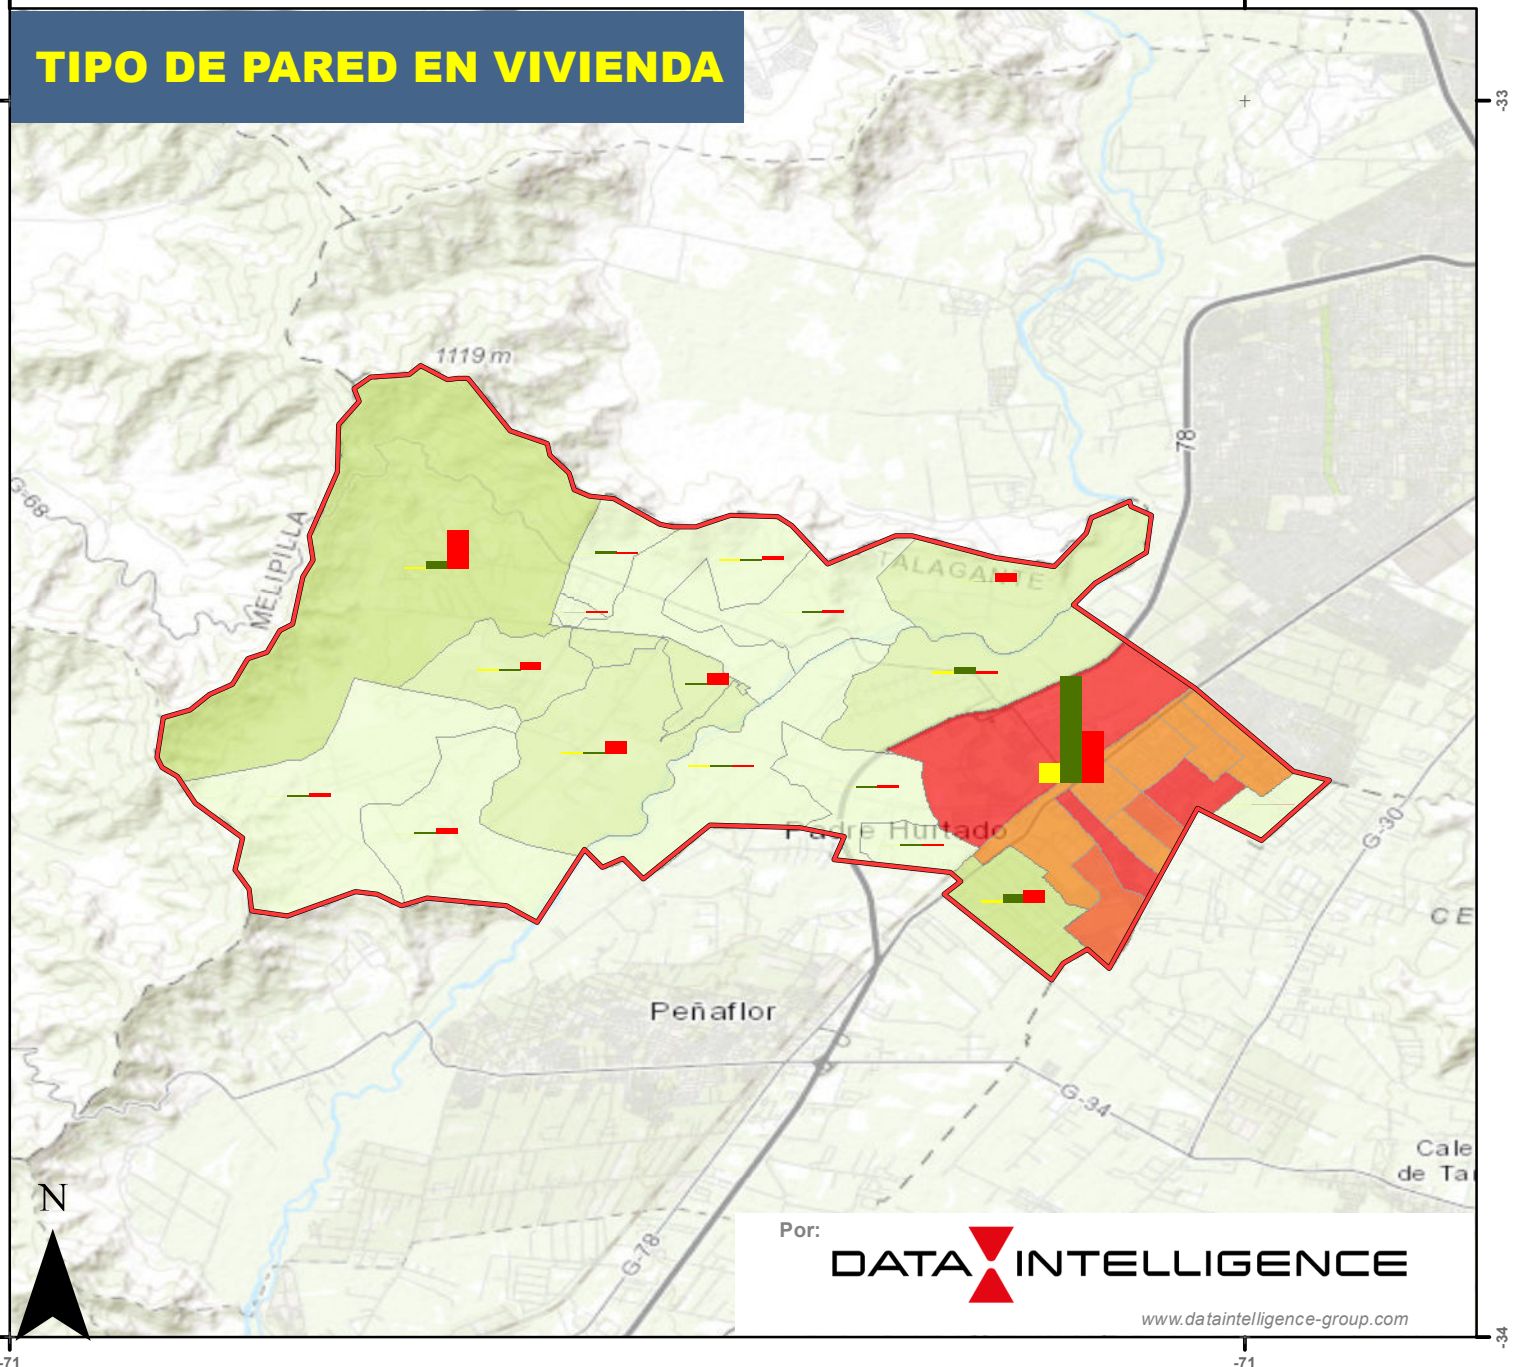 TIPO DE PARED EN VIVIENDA
-33
1119 m
78
G-68
MELIPILLA
TALAGANTE
Padre Hurtado
G-30
CE
Peñaflor
G-34
Cale
de Ta
N
G-78
Por:
DATA INTELLIGENCE
www.dataintelligence-group.com
-34
-71
-71